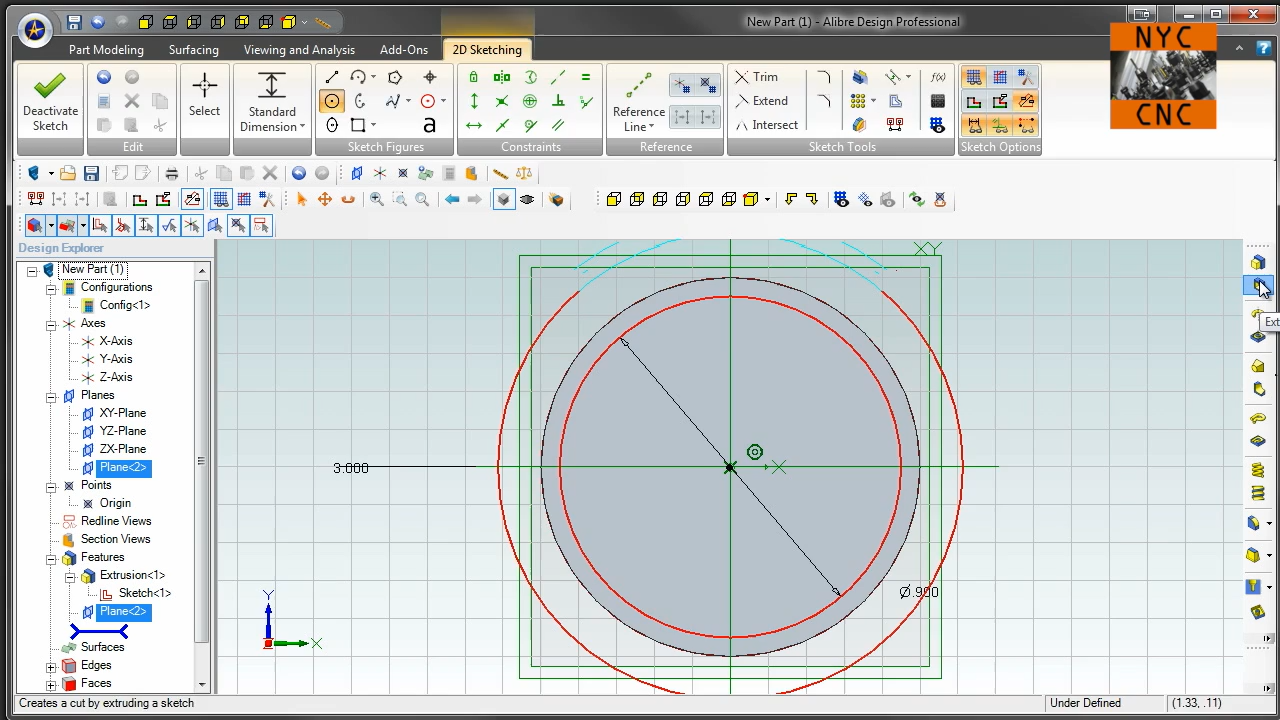 New Part (1) - Alibre Design Professional
NYC
CNC
Part Modeling
Surfacing
Viewing and Analysis
Add-Ons
2D Sketching
Deactivate
Sketch
Edit
Select
Standard
Dimension
a
Sketch Figures
Constraints
Reference
Line
Reference
Trim
Extend
Intersect
f(x)
Sketch Tools
Sketch Options
Design Explorer
New Part (1)
Configurations
Config<1>
Axes
X-Axis
Y-Axis
Z-Axis
Planes
XY-Plane
YZ-Plane
ZX-Plane
Plane<2>
Points
Origin
Redline Views
Section Views
Features
Extrusion<1>
Sketch<1>
Plane<2>
Surfaces
Edges
Faces
XY
3.000
X
Ø.900
Y
X
Ext
Creates a cut by extruding a sketch
Under Defined
(1.33, .11)